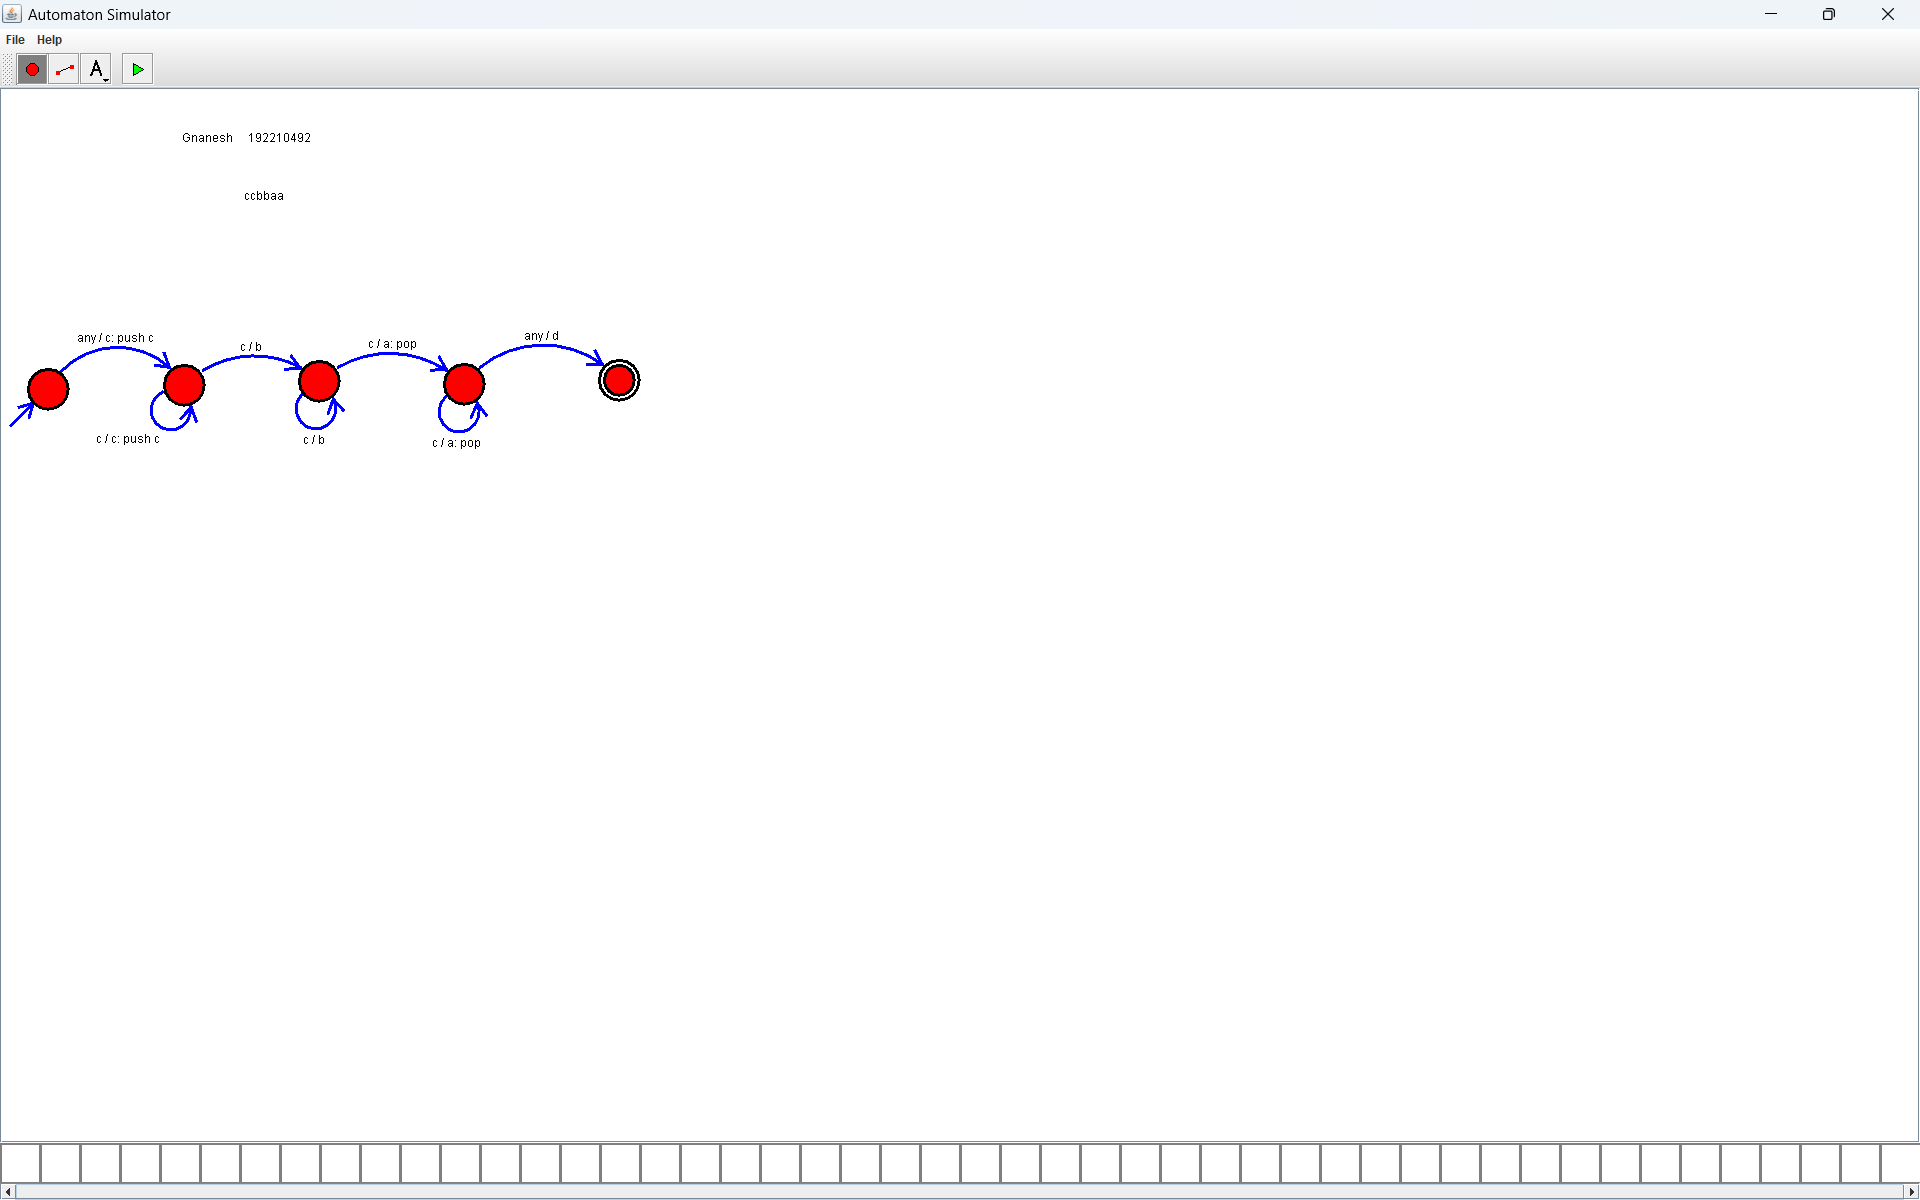 Automaton Simulator
File Help
A
Gnanesh 192210492
ccbbaa
any / c: push c
c / b
c / a: pop
any / d
c / c: push c
c / b
c / a: pop